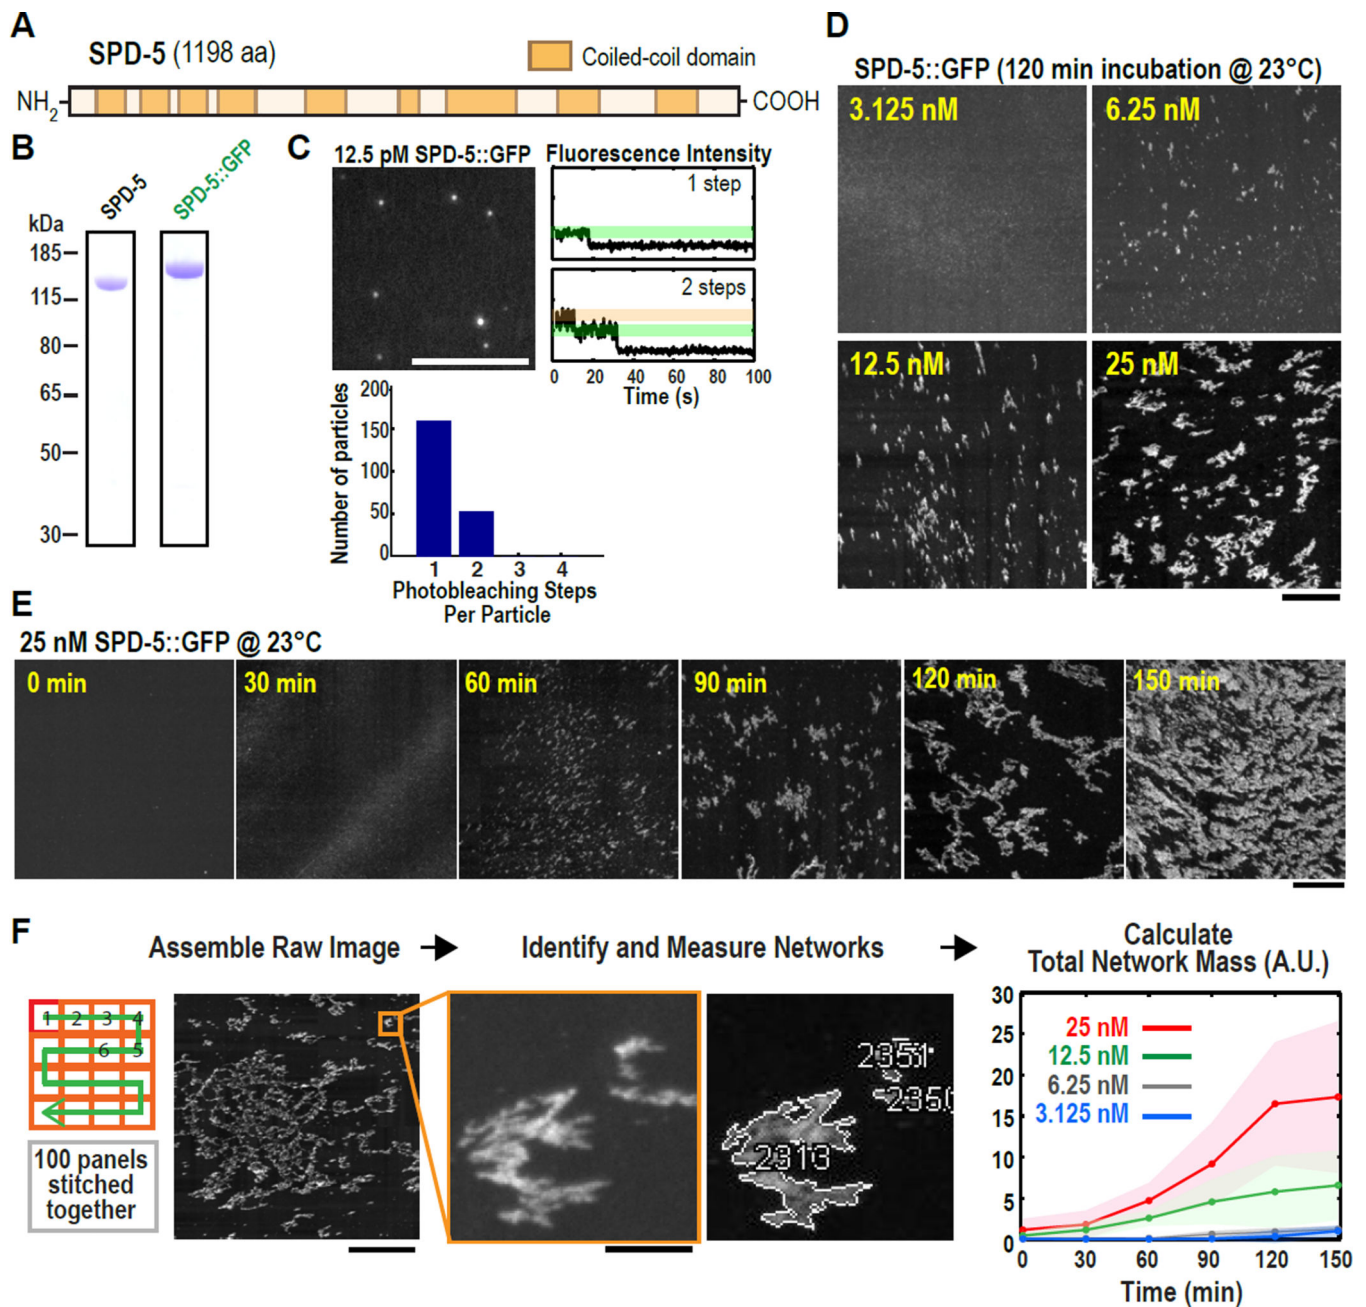 A
SPD-5 (1198 aa)
Coiled-coil domain
NH2
COOH
B
SPD-5
SPD-5::GFP
kDa
185
115
80
65
50
30
C
12.5 pM SPD-5::GFP
Fluorescence Intensity
1 step
2 steps
0 20 40 60 80 100
Time (s)
200
150
100
50
0
Number of particles
1 2 3 4
Photobleaching Steps
Per Particle
D
SPD-5::GFP (120 min incubation @ 23°C)
3.125 nM
6.25 nM
12.5 nM
25 nM
E
25 nM SPD-5::GFP @ 23°C
0 min
30 min
60 min
90 min
120 min
150 min
F
Assemble Raw Image
Identify and Measure Networks
Calculate
Total Network Mass (A.U.)
1 2 3 4
6 5
100 panels
stitched
together
2351
2350
2313
30
25
20
15
10
5
0
25 nM
12.5 nM
6.25 nM
3.125 nM
0 30 60 90 120 150
Time (min)